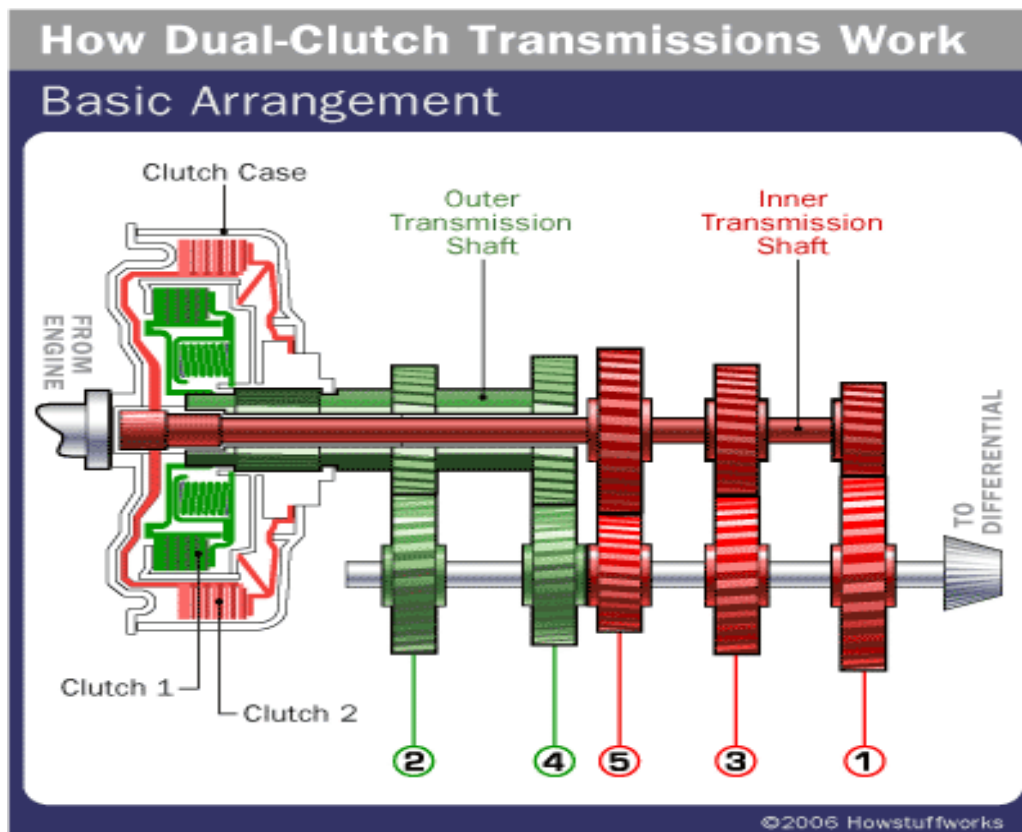 How Dual-Clutch Transmissions Work
Basic Arrangement
Clutch Case
Outer
Transmission
Shaft
Inner
Transmission
Shaft
FROM
ENGINE
TO
DIFFERENTIAL
Clutch 1
Clutch 2
2 4 5 3 1
©2006 Howstuffworks